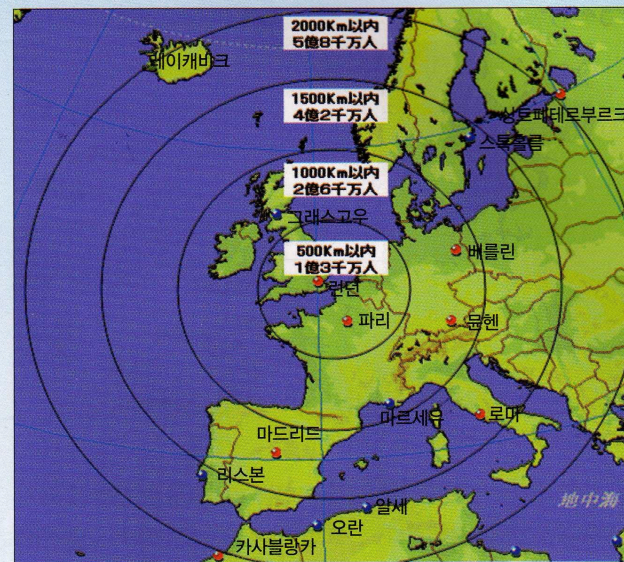 2000Km以内
5億8千万人
레이캬바크
1500Km以内
4億2千万人
상트페테르부르크
스톡홀름
1000Km以内
2億6千万人
그래스고우
500Km以内
1億3千万人
베를린
런던
파리
뮌헨
마르세유
로마
마드리드
리스본
地中海
알세
오란
카사블랑카